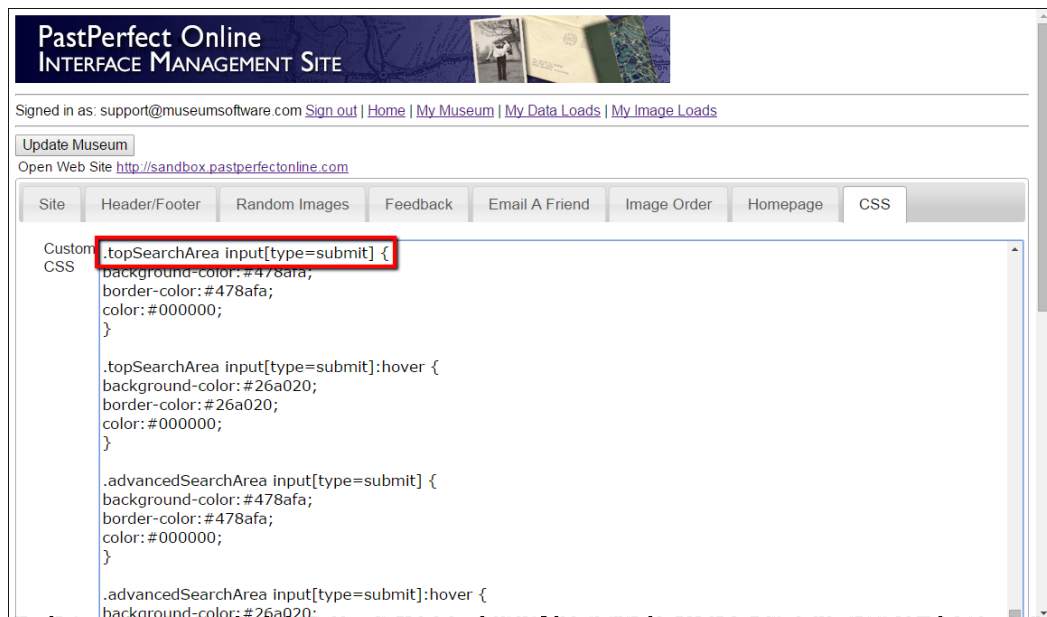 PastPerfect Online
INTERFACE MANAGEMENT SITE
Signed in as: support@museumsoftware.com Sign out | Home | My Museum | My Data Loads | My Image Loads
Update Museum
Open Web Site http://sandbox.pastperfectonline.com
Site Header/Footer Random Images Feedback Email A Friend Image Order Homepage CSS
Custom CSS
.topSearchArea input[type=submit] {
background-color:#478afa;
border-color:#478afa;
color:#000000;
}
.topSearchArea input[type=submit]:hover {
background-color:#26a020;
border-color:#26a020;
color:#000000;
}
.advancedSearchArea input[type=submit] {
background-color:#478afa;
border-color:#478afa;
color:#000000;
}
.advancedSearchArea input[type=submit]:hover {
background-color:#26a020;